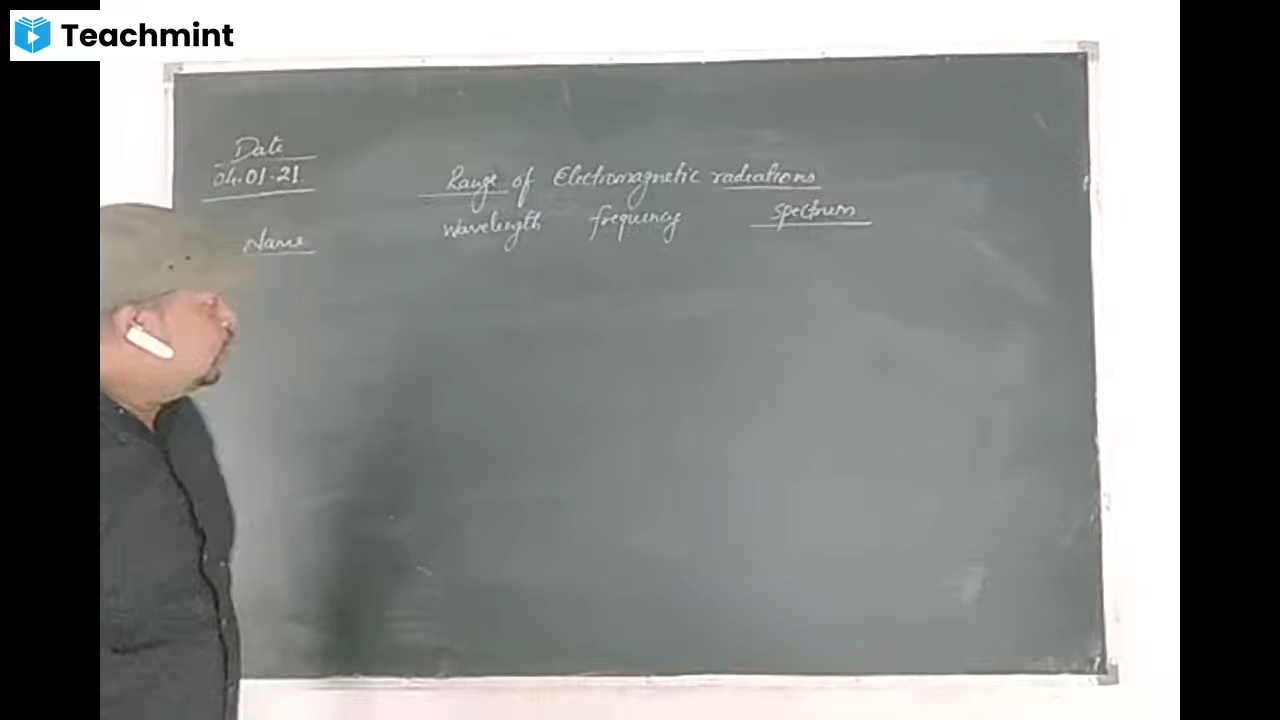 Teachmint
Date
04.01.21
Range of Electromagnetic radiations
Name Wavelength frequency spectrum